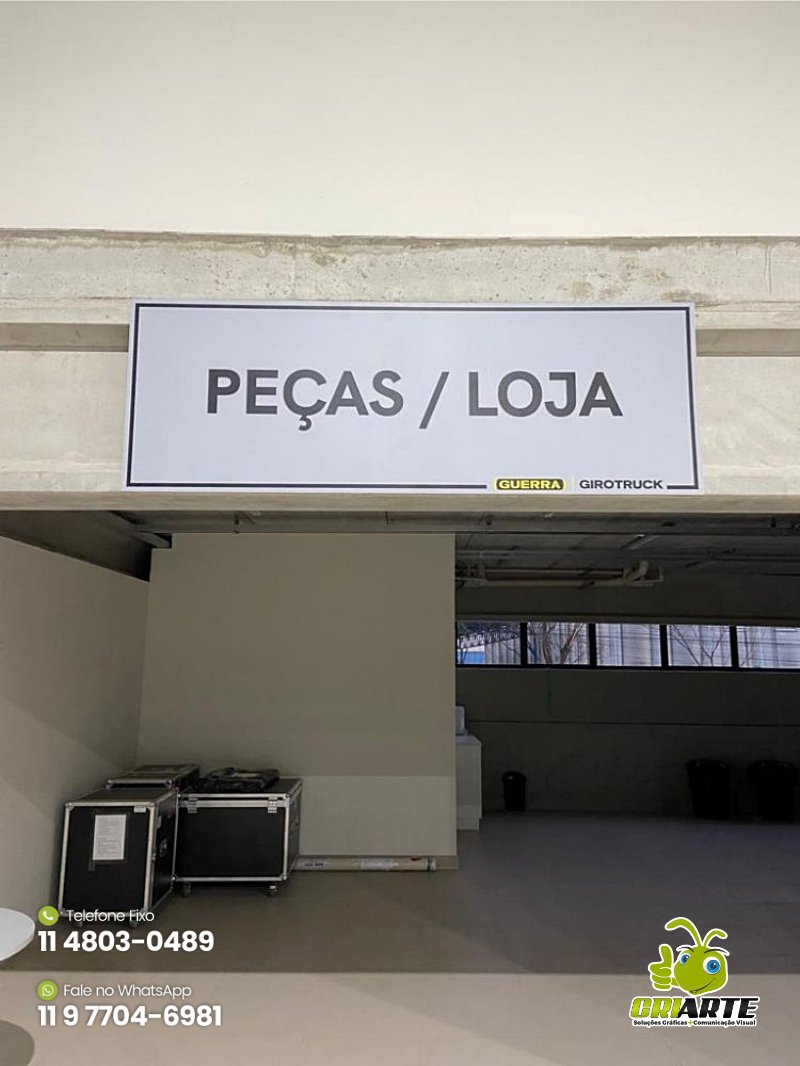 PEÇAS / LOJA
GUERRA GIROTRUCK
Telefone Fixo
11 4803-0489
Fale no WhatsApp
11 9 7704-6981
CRIARTE
Soluções Gráficas+Comunicação Visual